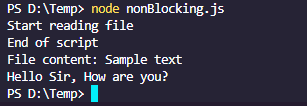 PS D:\Temp> node nonBlocking.js
Start reading file
End of script
File content: Sample text
Hello Sir, How are you?
PS D:\Temp>